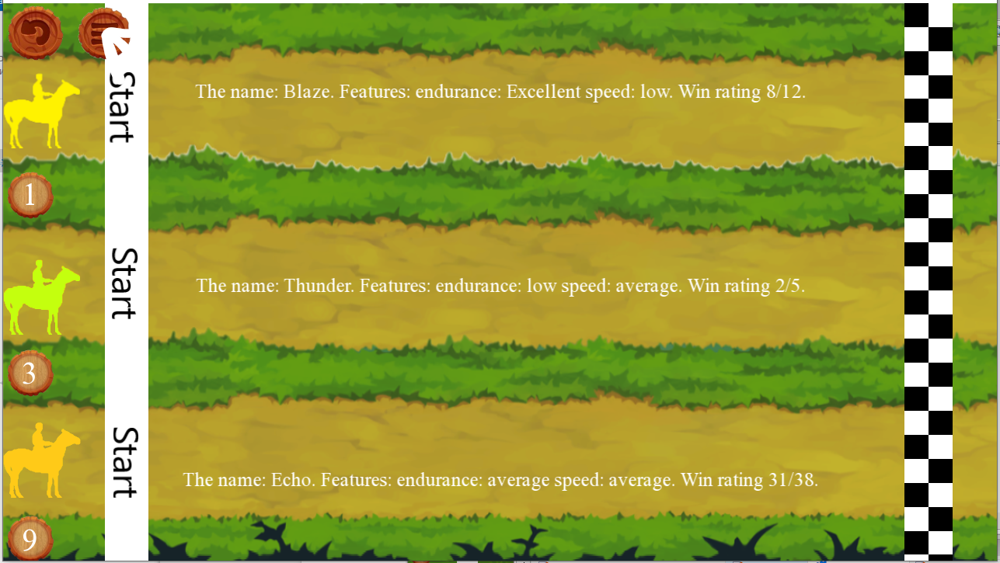 Start
The name: Blaze. Features: endurance: Excellent speed: low. Win rating 8/12.
1
Start
The name: Thunder. Features: endurance: low speed: average. Win rating 2/5.
3
Start
The name: Echo. Features: endurance: average speed: average. Win rating 31/38.
9